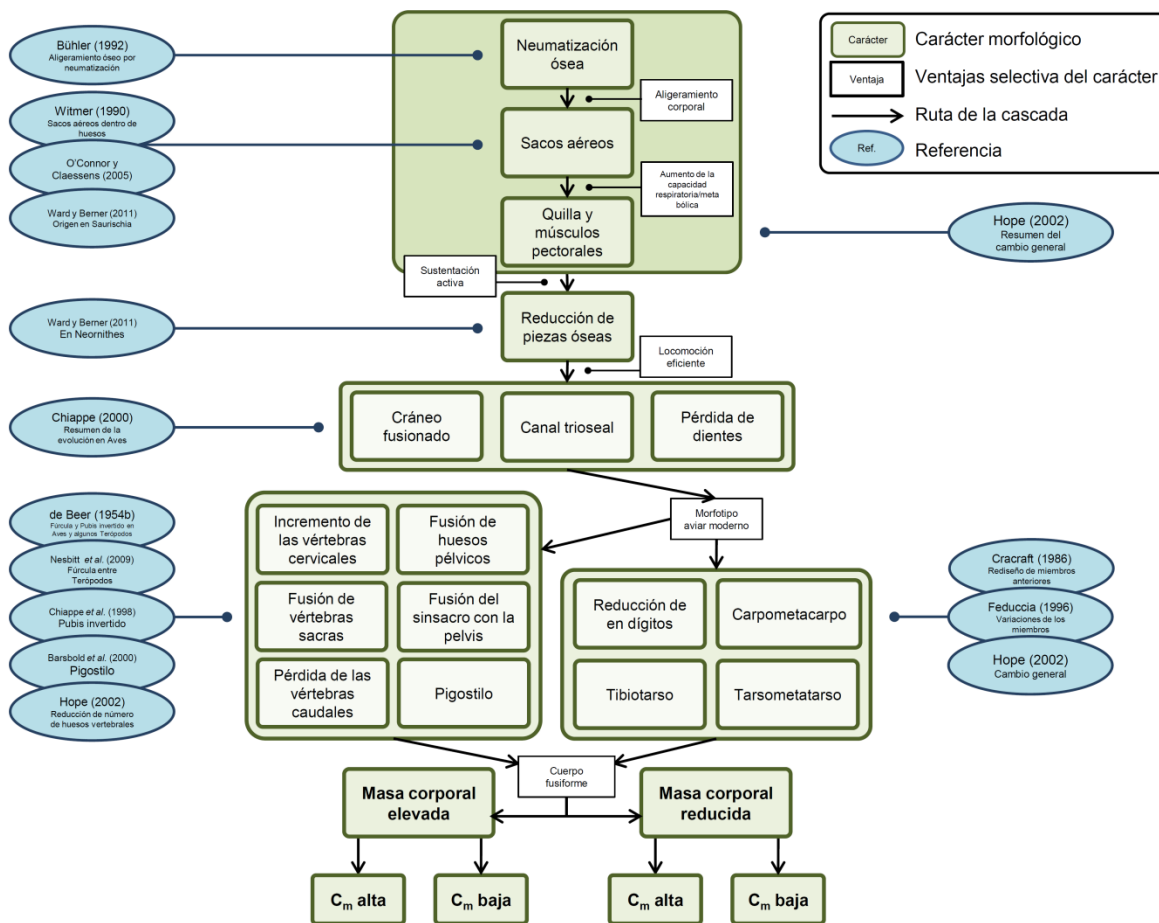 Bühler (1992)
Aligeramiento óseo por
neumatización
Witmer (1990)
Sacos aéreos dentro de
huesos
O'Connor y
Claessens (2005)
Ward y Berner (2011)
Origen en Saurischia
Neumatización
ósea
Aligeramiento
corporal
Sacos aéreos
Aumento de la
capacidad
respiratoria/meta
bólica
Quilla y
músculos
pectorales
Carácter
Carácter morfológico
Ventaja
Ventajas selectiva del carácter
Ruta de la cascada
Ref.
Referencia
Hope (2002)
Resumen del
cambio general
Sustentación
activa
Ward y Berner (2011)
En Neornithes
Reducción de
piezas óseas
Locomoción
eficiente
Chiappe (2000)
Resumen de la
evolución en Aves
Cráneo
fusionado
Canal trioseal
Pérdida de
dientes
Morfotipo
aviar moderno
de Beer (1954b)
Fúrcula y Pubis invertido en
Aves y algunos Terópodos
Nesbitt et al. (2009)
Fúrcula entre
Terópodos
Chiappe et al. (1998)
Pubis invertido
Barsbold et al. (2000)
Pigostilo
Hope (2002)
Reducción de número
de huesos vertebrales
Incremento de
las vértebras
cervicales
Fusión de
huesos
pélvicos
Fusión de
vértebras
sacras
Fusión del
sinsacro con la
pelvis
Pérdida de las
vértebras
caudales
Pigostilo
Reducción
en dígitos
Carpometacarpo
Tibiotarso
Tarsometatarso
Cracraft (1986)
Rediseño de miembros
anteriores
Feduccia (1996)
Variaciones de los
miembros
Hope (2002)
Cambio general
Cuerpo
fusiforme
Masa corporal
elevada
Masa corporal
reducida
Cm alta
Cm baja
Cm alta
Cm baja